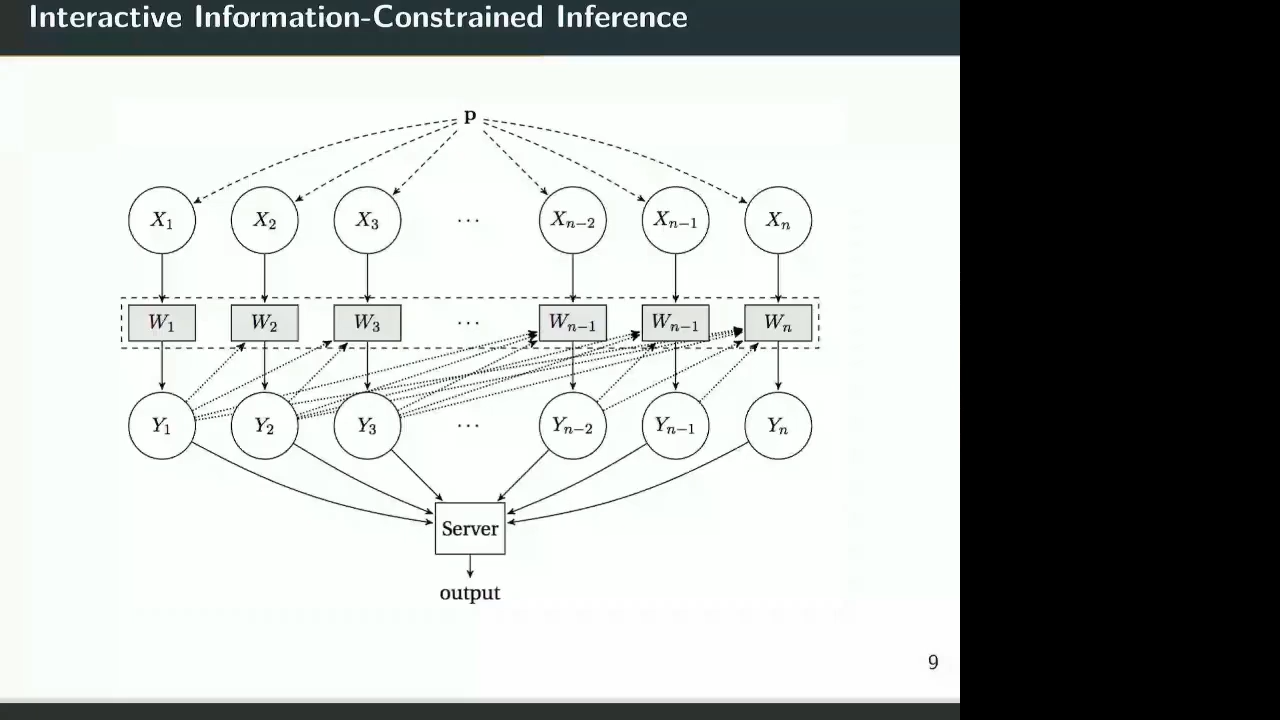 Interactive Information-Constrained Inference
p
X₁ X₂ X₃ ··· Xₙ₋₂ Xₙ₋₁ Xₙ
W₁ W₂ W₃ ··· Wₙ₋₁ Wₙ₋₁ Wₙ
Y₁ Y₂ Y₃ ··· Yₙ₋₂ Yₙ₋₁ Yₙ
Server
output
9